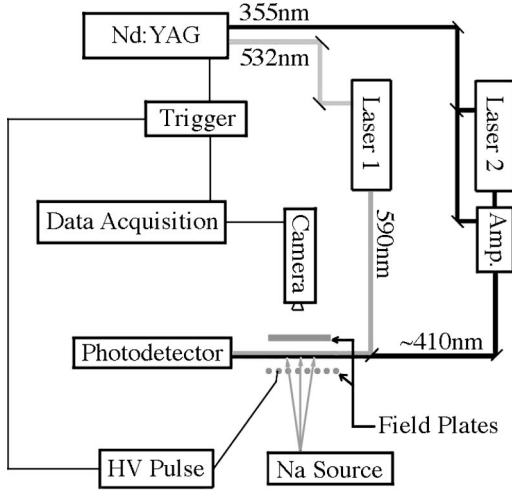 355nm
Nd:YAG
532nm
Laser 1
Laser 2
Trigger
Data Acquisition
Camera
590nm
Amp.
Photodetector
~410nm
Field Plates
HV Pulse
Na Source